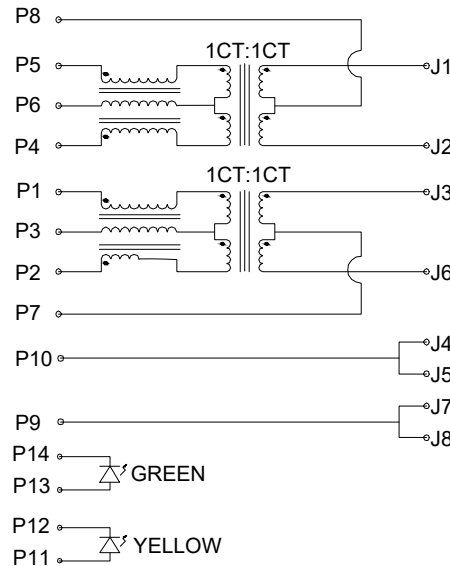 P8
1CT:1CT
P5 J1
P6
P4 J2
1CT:1CT
P1 J3
P3
P2 J6
P7
J4
P10
J5
J7
P9
J8
P14
GREEN
P13
P12
YELLOW
P11